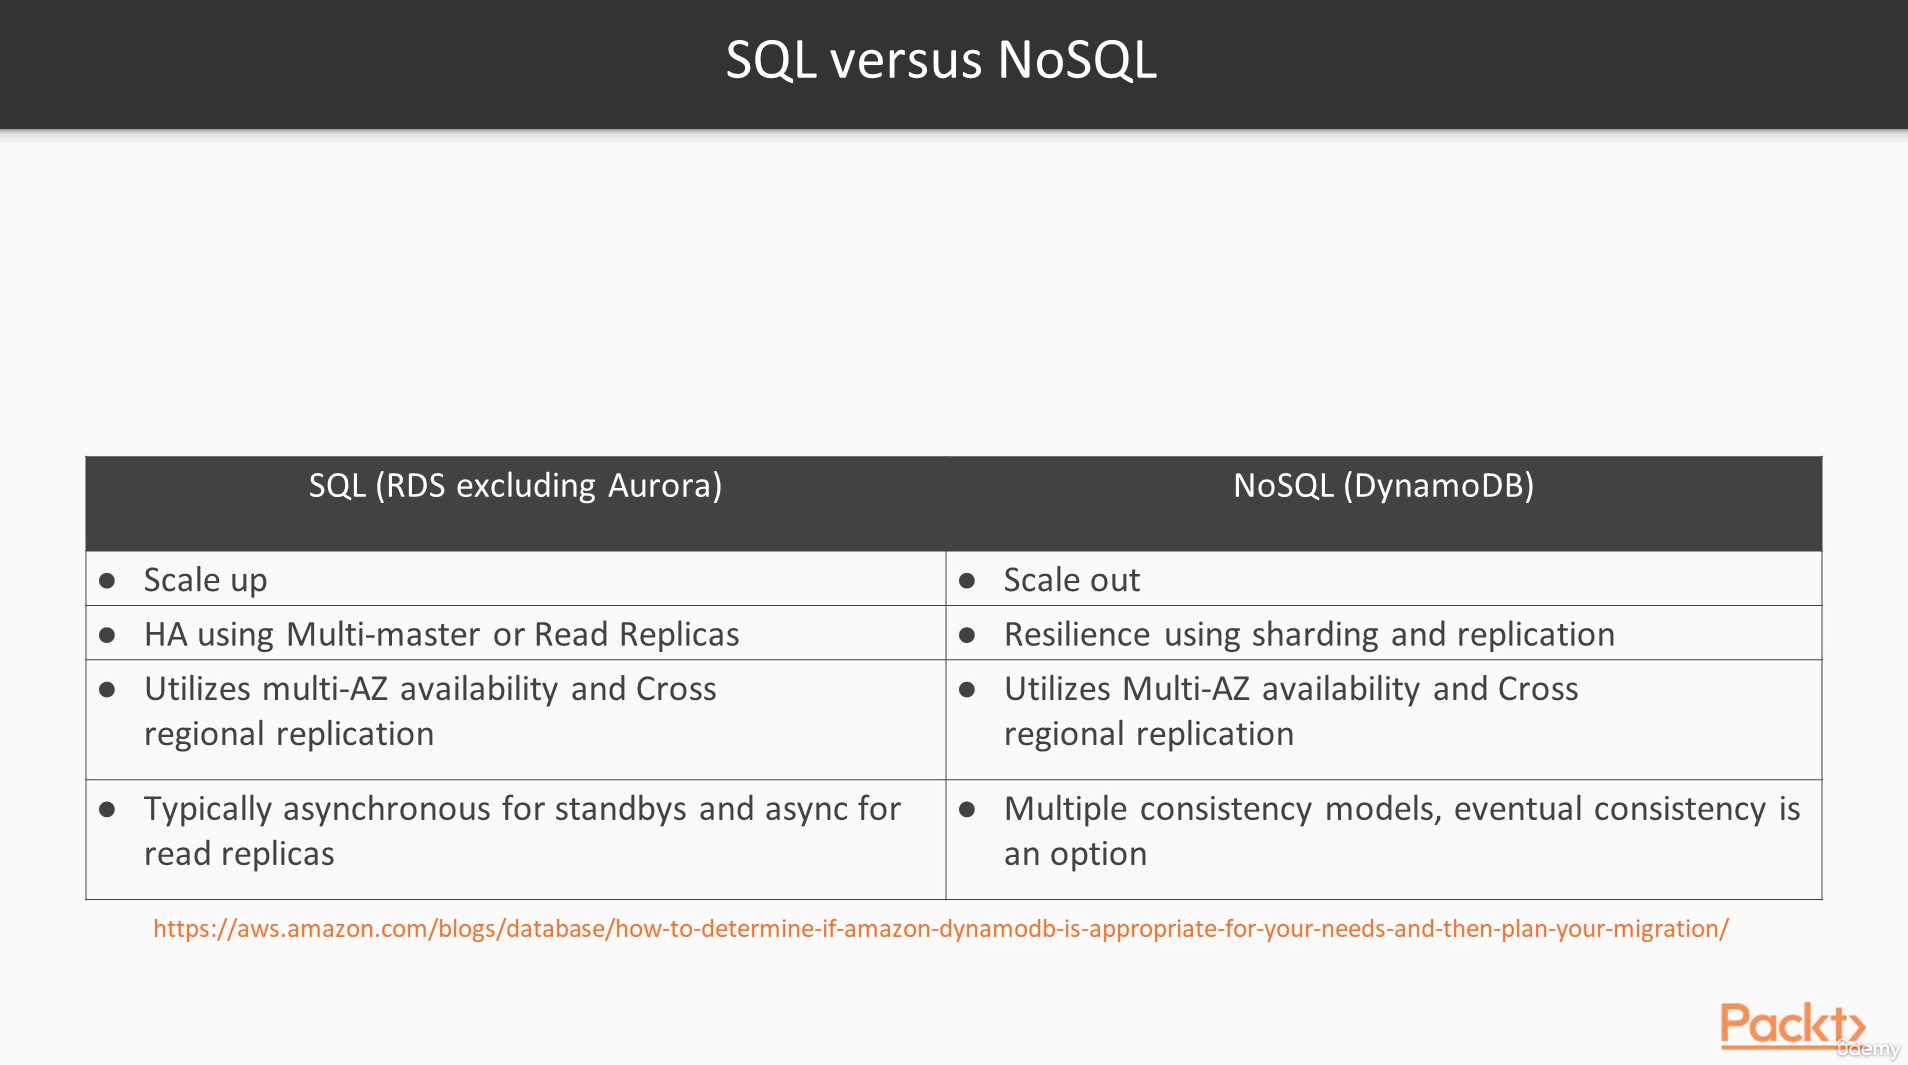 SQL versus NoSQL
SQL (RDS excluding Aurora)
NoSQL (DynamoDB)
● Scale up
● Scale out
● HA using Multi-master or Read Replicas
● Resilience using sharding and replication
● Utilizes multi-AZ availability and Cross
regional replication
● Utilizes Multi-AZ availability and Cross
regional replication
● Typically asynchronous for standbys and async for
read replicas
● Multiple consistency models, eventual consistency is
an option
https://aws.amazon.com/blogs/database/how-to-determine-if-amazon-dynamodb-is-appropriate-for-your-needs-and-then-plan-your-migration/
Packt>
ûdemy